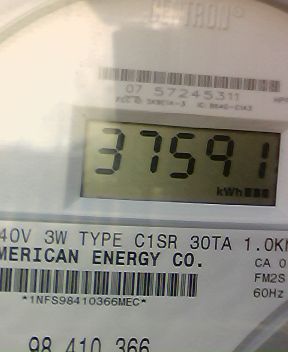 CENTRON®
07 57245311
37591
kWh
40V 3W TYPE C1SR 30TA 1.0K
MERICAN ENERGY CO.
CA 0
FM2S
*1NFS98410366MEC*
60Hz
98 410 366